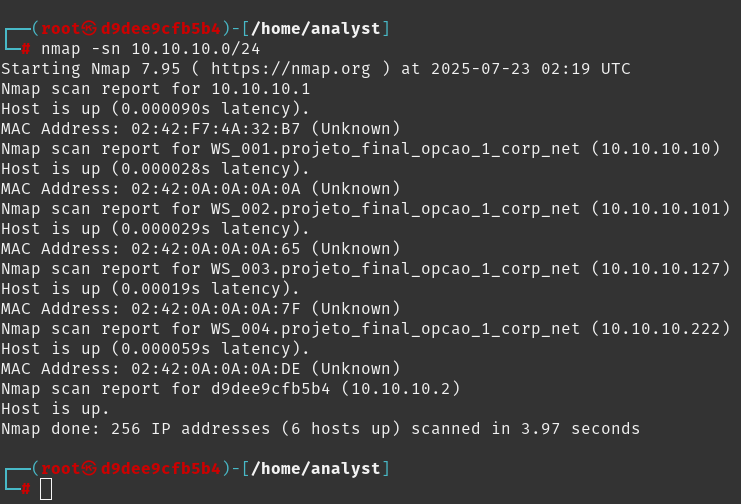 ┌──(root㉿d9dee9cfb5b4)-[/home/analyst]
└─# nmap -sn 10.10.10.0/24
Starting Nmap 7.95 ( https://nmap.org ) at 2025-07-23 02:19 UTC
Nmap scan report for 10.10.10.1
Host is up (0.000090s latency).
MAC Address: 02:42:F7:4A:32:B7 (Unknown)
Nmap scan report for WS_001.projeto_final_opcao_1_corp_net (10.10.10.10)
Host is up (0.000028s latency).
MAC Address: 02:42:0A:0A:0A:0A (Unknown)
Nmap scan report for WS_002.projeto_final_opcao_1_corp_net (10.10.10.101)
Host is up (0.000029s latency).
MAC Address: 02:42:0A:0A:0A:65 (Unknown)
Nmap scan report for WS_003.projeto_final_opcao_1_corp_net (10.10.10.127)
Host is up (0.00019s latency).
MAC Address: 02:42:0A:0A:0A:7F (Unknown)
Nmap scan report for WS_004.projeto_final_opcao_1_corp_net (10.10.10.222)
Host is up (0.000059s latency).
MAC Address: 02:42:0A:0A:0A:DE (Unknown)
Nmap scan report for d9dee9cfb5b4 (10.10.10.2)
Host is up.
Nmap done: 256 IP addresses (6 hosts up) scanned in 3.97 seconds
┌──(root㉿d9dee9cfb5b4)-[/home/analyst]
└─#